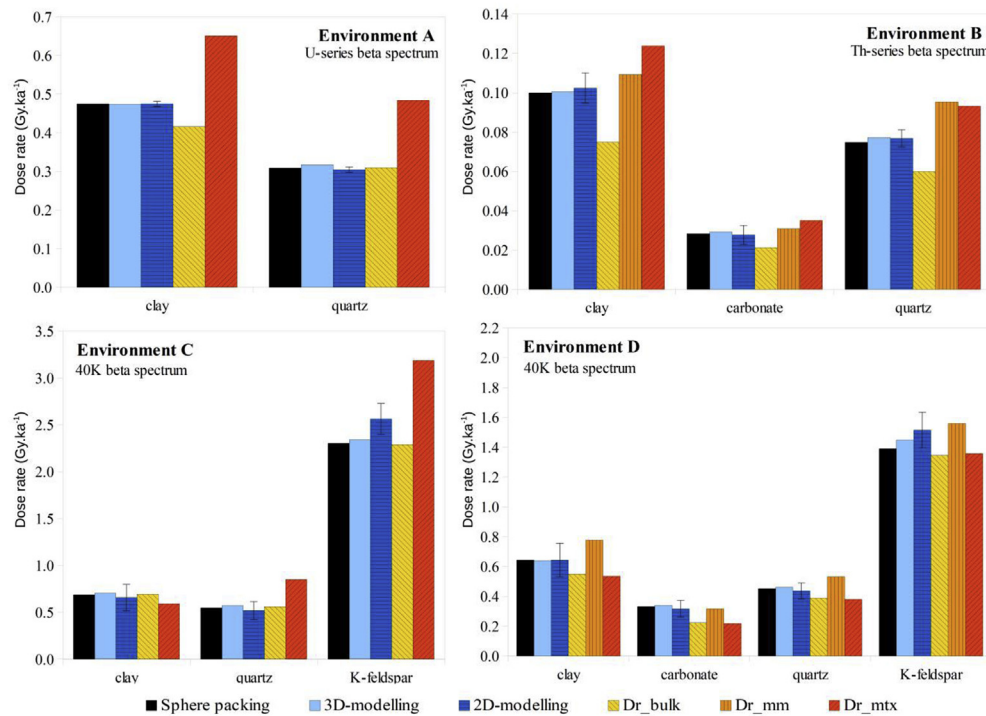 Environment A
U-series beta spectrum
Dose rate (Gy.ka-1)
0.7
0.6
0.5
0.4
0.3
0.2
0.1
0.0
clay
quartz
Environment B
Th-series beta spectrum
Dose rate (Gy.ka-1)
0.14
0.12
0.10
0.08
0.06
0.04
0.02
0.00
clay
carbonate
quartz
Environment C
40K beta spectrum
Dose rate (Gy.ka-1)
3.5
3.0
2.5
2.0
1.5
1.0
0.5
0.0
clay
quartz
K-feldspar
Environment D
40K beta spectrum
Dose rate (Gy.ka-1)
2.2
2.0
1.8
1.6
1.4
1.2
1.0
0.8
0.6
0.4
0.2
0.0
clay
carbonate
quartz
K-feldspar
Sphere packing
3D-modelling
2D-modelling
Dr_bulk
Dr_mm
Dr_mtx